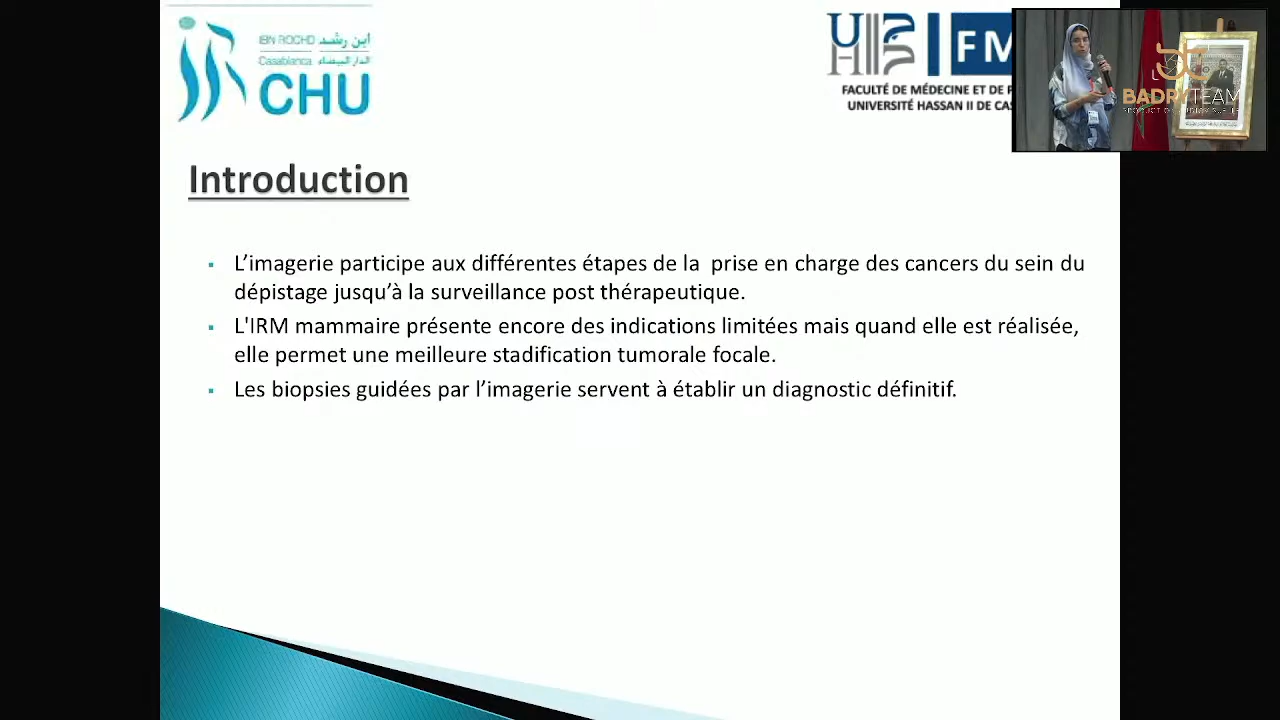 IBN ROCHD ابن رشد
Casablanca الدار البيضاء
CHU
UH
FM
FACULTÉ DE MÉDECINE ET DE P
UNIVERSITÉ HASSAN II DE CAS
BADRYTEAM
Introduction
L’imagerie participe aux différentes étapes de la prise en charge des cancers du sein du
dépistage jusqu’à la surveillance post thérapeutique.
L'IRM mammaire présente encore des indications limitées mais quand elle est réalisée,
elle permet une meilleure stadification tumorale focale.
Les biopsies guidées par l’imagerie servent à établir un diagnostic définitif.